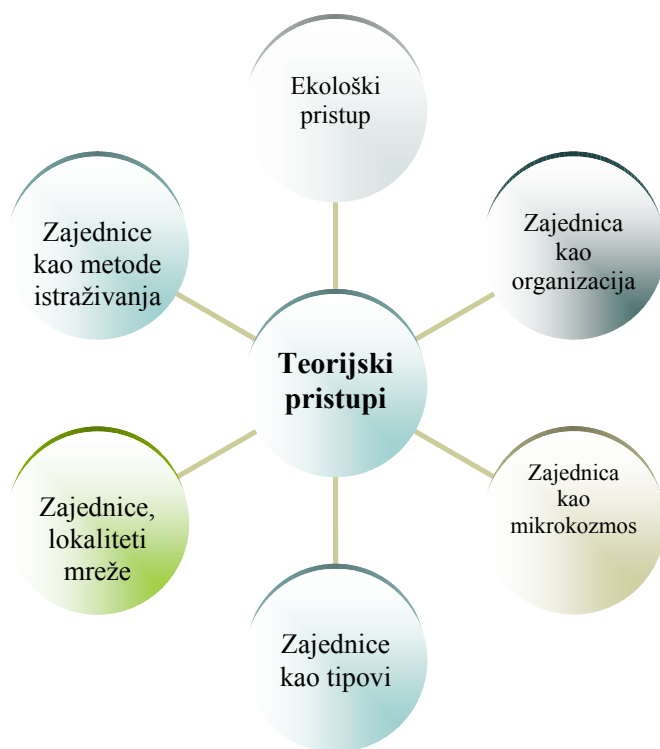 Ekološki
pristup
Zajednica
kao
organizacija
Zajednica
kao
mikrokozmos
Zajednice
kao tipovi
Zajednice,
lokaliteti
mreže
Zajednice
kao metode
istraživanja
Teorijski
pristupi